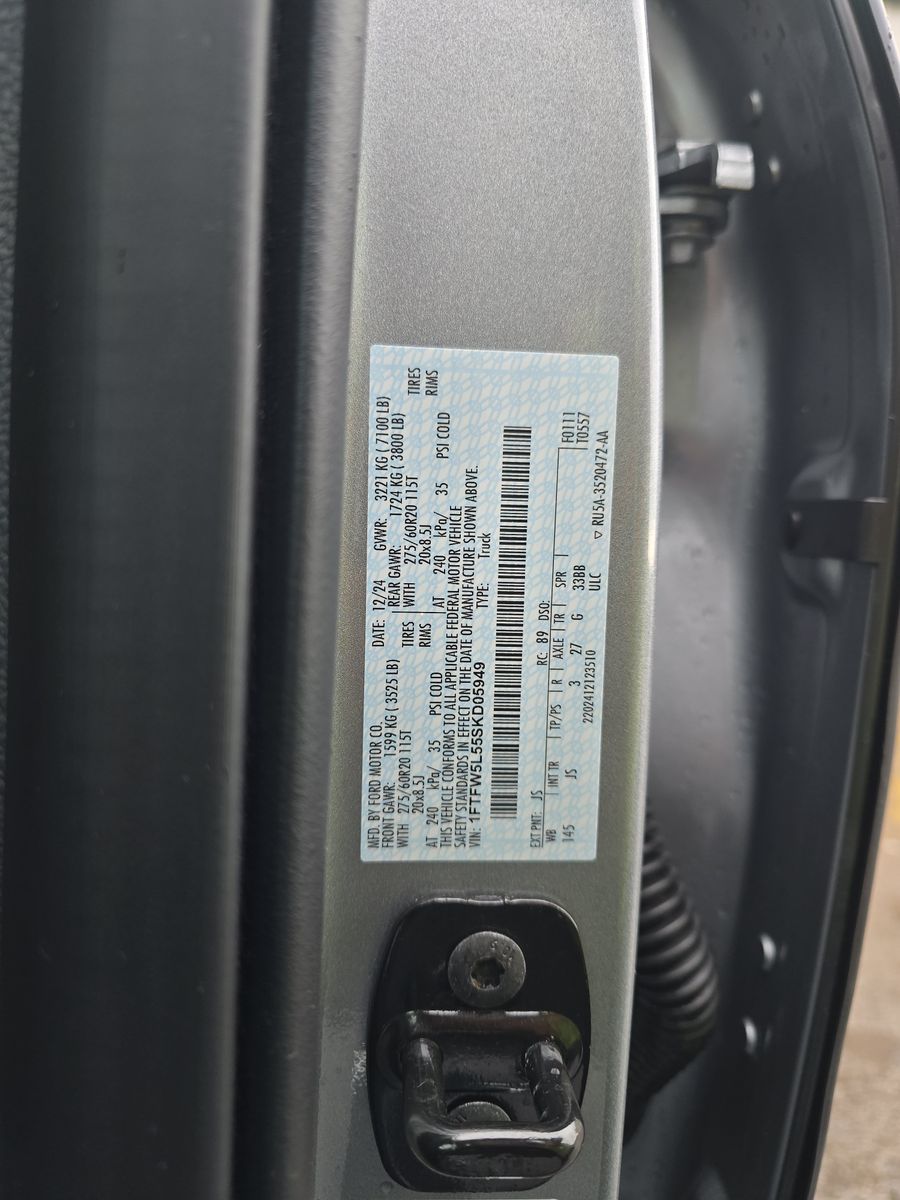 MFD. BY FORD MOTOR CO.
DATE: 12/24 GVWR: 3221 KG ( 7100 LB)
FRONT GAWR: 1599 KG ( 3525 LB) REAR GAWR: 1724 KG ( 3800 LB)
WITH 275/60R20 115T TIRES WITH 275/60R20 115T TIRES
20x8.5J RIMS 20x8.5J RIMS
AT 240 kPa/ 35 PSI COLD AT 240 kPa/ 35 PSI COLD
THIS VEHICLE CONFORMS TO ALL APPLICABLE FEDERAL MOTOR VEHICLE
SAFETY STANDARDS IN EFFECT ON THE DATE OF MANUFACTURE SHOWN ABOVE.
VIN: 1FTFW5L55SKD05949 TYPE: Truck
EXT PNT: JS RC: 89 DSO:
WB INT TR TP/PS R AXLE TR SPR F0111
145 JS 3 27 G 33BB T0557
2202412123510 ULC
▽ RU5A-3520472-AA